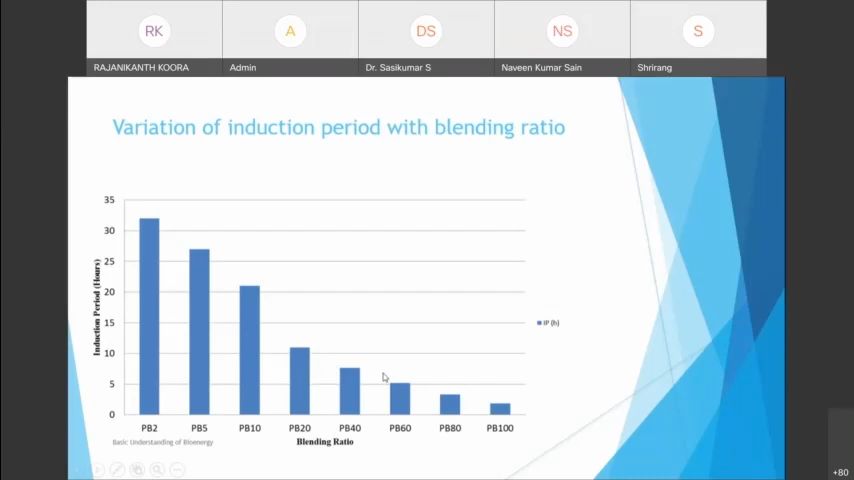 RK
A
DS
NS
S
RAJANIKANTH KOORA
Admin
Dr. Sasikumar S
Naveen Kumar Sain
Shrirang
Variation of induction period with blending ratio
35
30
25
20
15
10
5
0
Induction Period (Hours)
IP (h)
PB2 PB5 PB10 PB20 PB40 PB60 PB80 PB100
Basic Understanding of Bioenergy
Blending Ratio
+80